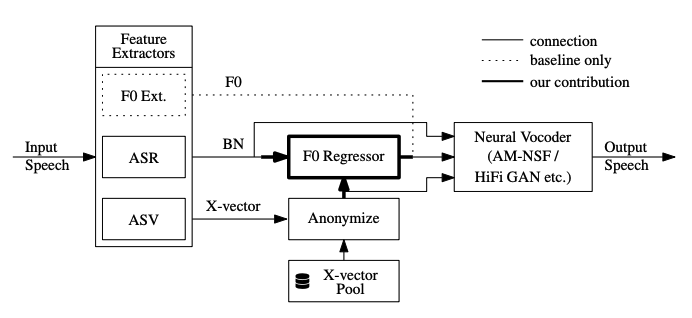 Feature
Extractors
F0 Ext.
ASR
ASV
Input
Speech
F0
BN
X-vector
F0 Regressor
Anonymize
X-vector
Pool
connection
baseline only
our contribution
Neural Vocoder
(AM-NSF /
HiFi GAN etc.)
Output
Speech